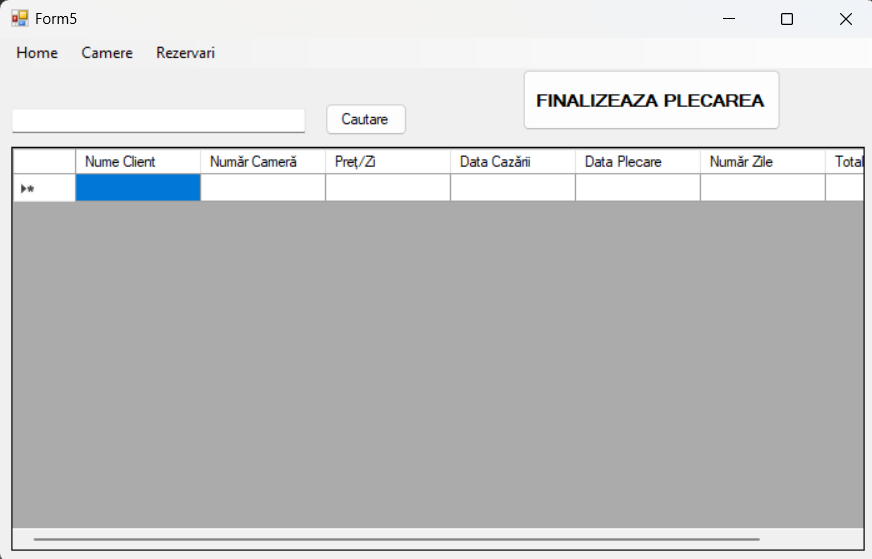 Form5
Home Camere Rezervari
FINALIZEAZA PLECAREA
Cautare
Nume Client Număr Cameră Preț/Zi Data Cazării Data Plecare Număr Zile Total